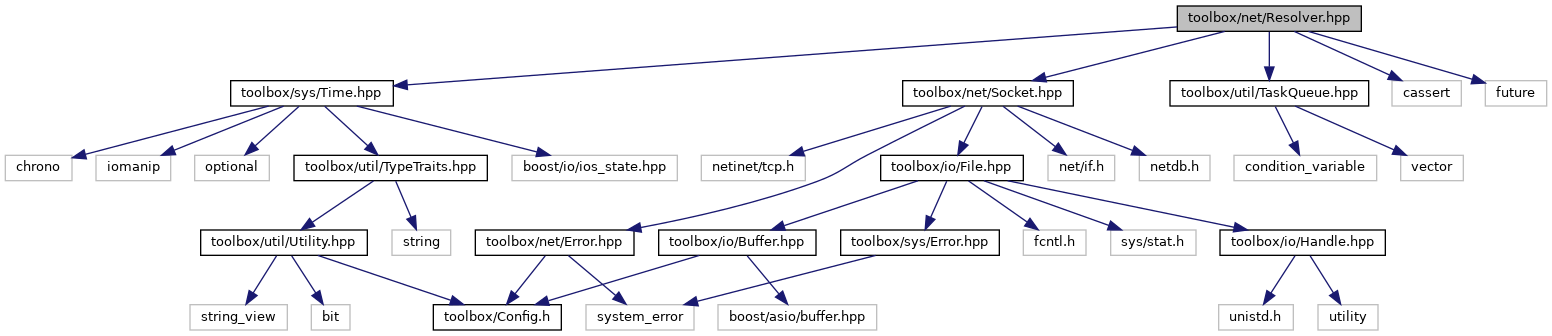 toolbox/net/Resolver.hpp
toolbox/sys/Time.hpp
toolbox/net/Socket.hpp
toolbox/util/TaskQueue.hpp
cassert
future
chrono
iomanip
optional
toolbox/util/TypeTraits.hpp
boost/io/ios_state.hpp
netinet/tcp.h
toolbox/io/File.hpp
net/if.h
netdb.h
condition_variable
vector
toolbox/util/Utility.hpp
string
toolbox/net/Error.hpp
toolbox/io/Buffer.hpp
toolbox/sys/Error.hpp
fcntl.h
sys/stat.h
toolbox/io/Handle.hpp
string_view
bit
toolbox/Config.h
system_error
boost/asio/buffer.hpp
unistd.h
utility